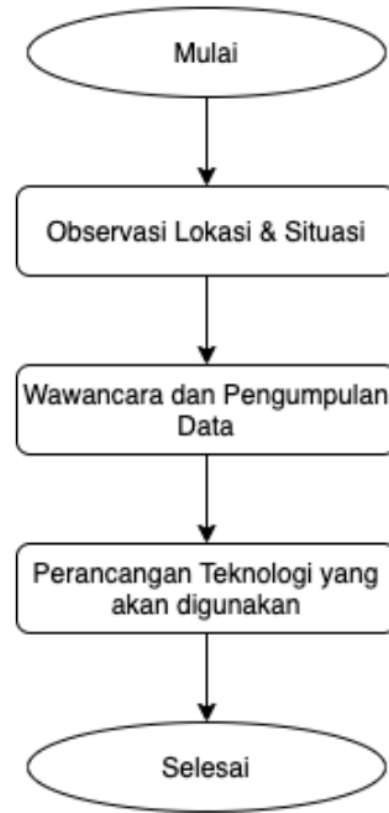 Mulai
Observasi Lokasi & Situasi
Wawancara dan Pengumpulan
Data
Perancangan Teknologi yang
akan digunakan
Selesai